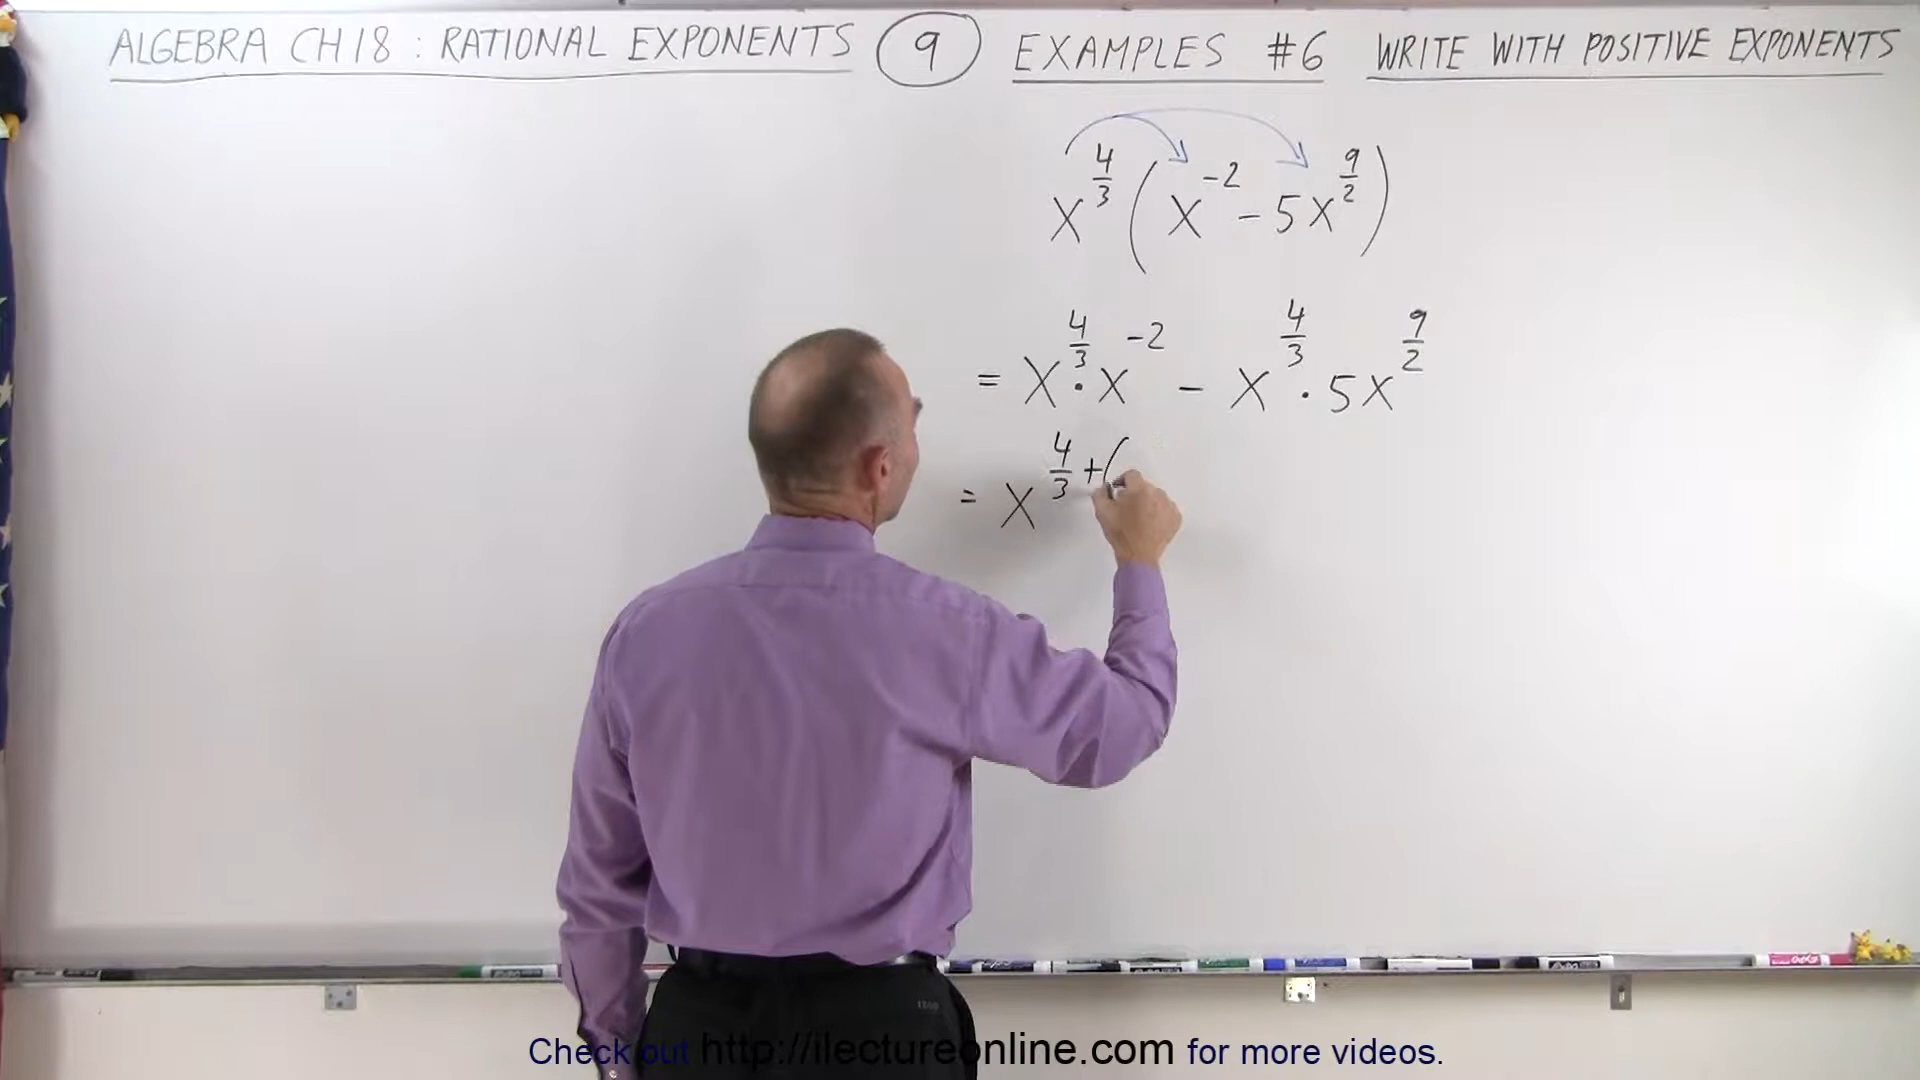 ALGEBRA CH18 : RATIONAL EXPONENTS 9 EXAMPLES #6 WRITE WITH POSITIVE EXPONENTS
x^{4/3} (x^{-2} - 5x^{9/2})
= x^{4/3} · x^{-2} - x^{4/3} · 5x^{9/2}
= x^{4/3 + (
Check out http://ilectureonline.com for more videos.